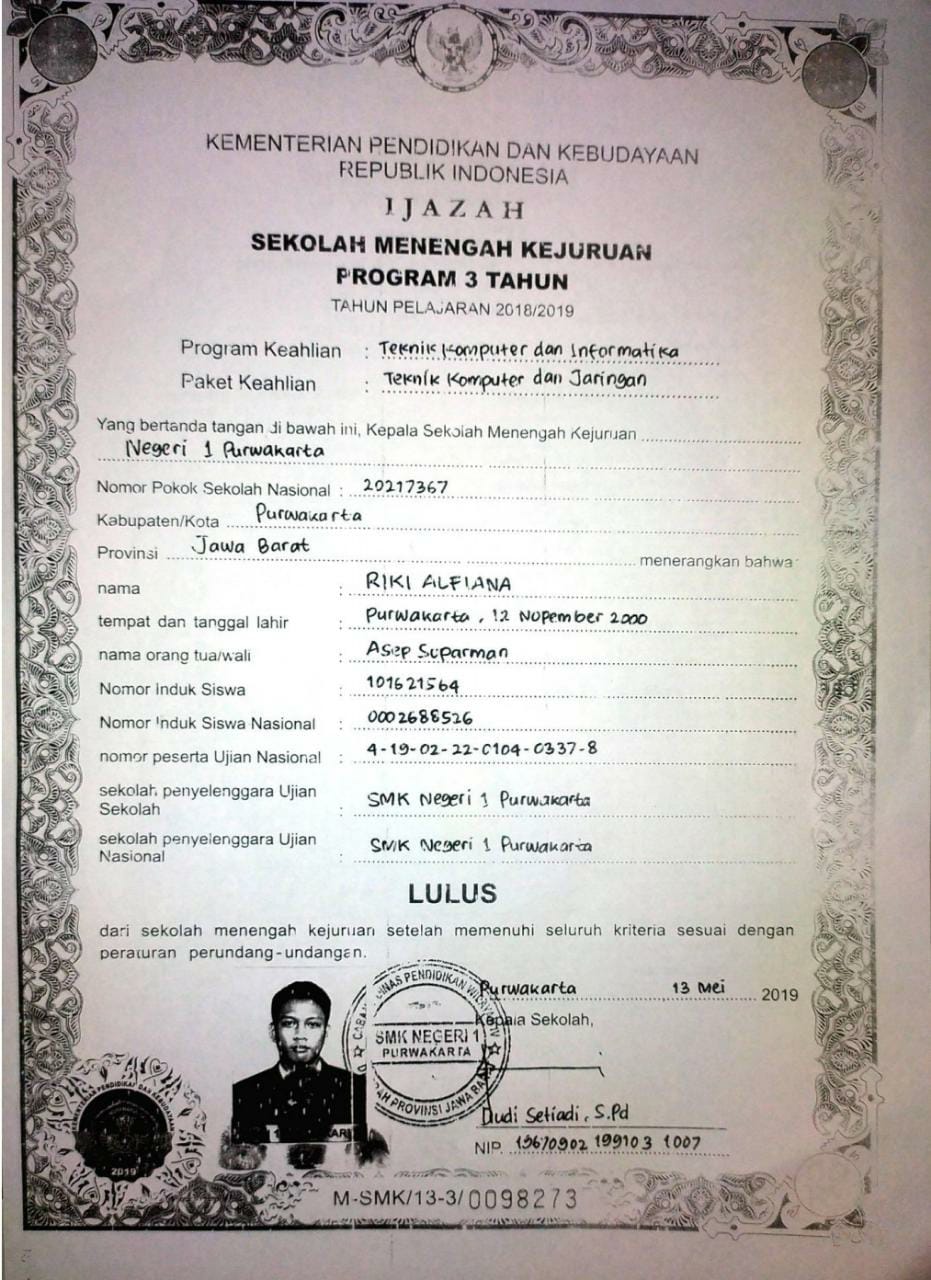 KEMENTERIAN PENDIDIKAN DAN KEBUDAYAAN
REPUBLIK INDONESIA
IJAZAH
SEKOLAH MENENGAH KEJURUAN
PROGRAM 3 TAHUN
TAHUN PELAJARAN 2018/2019
Program Keahlian : Teknik Komputer dan Informatika
Paket Keahlian : Teknik Komputer dan Jaringan
Yang bertanda tangan di bawah ini, Kepala Sekolah Menengah Kejuruan
Negeri 1 Purwakarta
Nomor Pokok Sekolah Nasional : 20217367
Kabupaten/Kota Purwakarta
Provinsi Jawa Barat menerangkan bahwa
nama : RIKI ALFIANA
tempat dan tanggal lahir : Purwakarta, 12 Nopember 2000
nama orang tua/wali : Asep Suparman
Nomor Induk Siswa : 101621564
Nomor Induk Siswa Nasional : 0002688526
nomor peserta Ujian Nasional : 4-19-02-22-0104-0337-8
sekolah penyelenggara Ujian
Sekolah : SMK Negeri 1 Purwakarta
sekolah penyelenggara Ujian
Nasional : SMK Negeri 1 Purwakarta
LULUS
dari sekolah menengah kejuruan setelah memenuhi seluruh kriteria sesuai dengan
peraturan perundang-undangan.
Purwakarta 13 Mei 2019
Kepala Sekolah,
SMK NEGERI 1
PURWAKARTA
DINAS PENDIDIKAN
PROVINSI JAWA BARAT
Dudi Setiadi, S.Pd
NIP. 19670902 199103 1007
KEMENTERIAN PENDIDIKAN DAN KEBUDAYAAN
2019
M-SMK/13-3/0098273